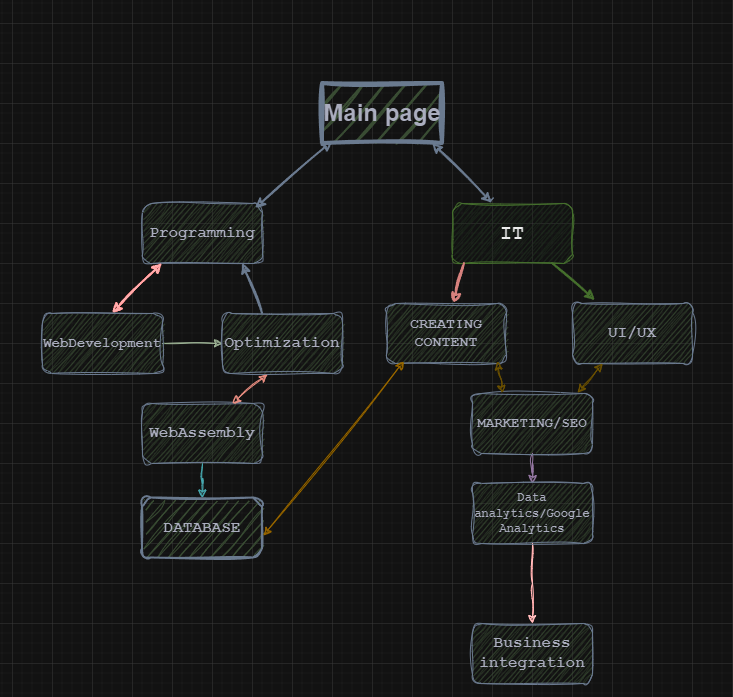 Main page
Programming
IT
WebDevelopment
Optimization
CREATING
CONTENT
UI/UX
WebAssembly
MARKETING/SEO
DATABASE
Data
analytics/Google
Analytics
Business
integration